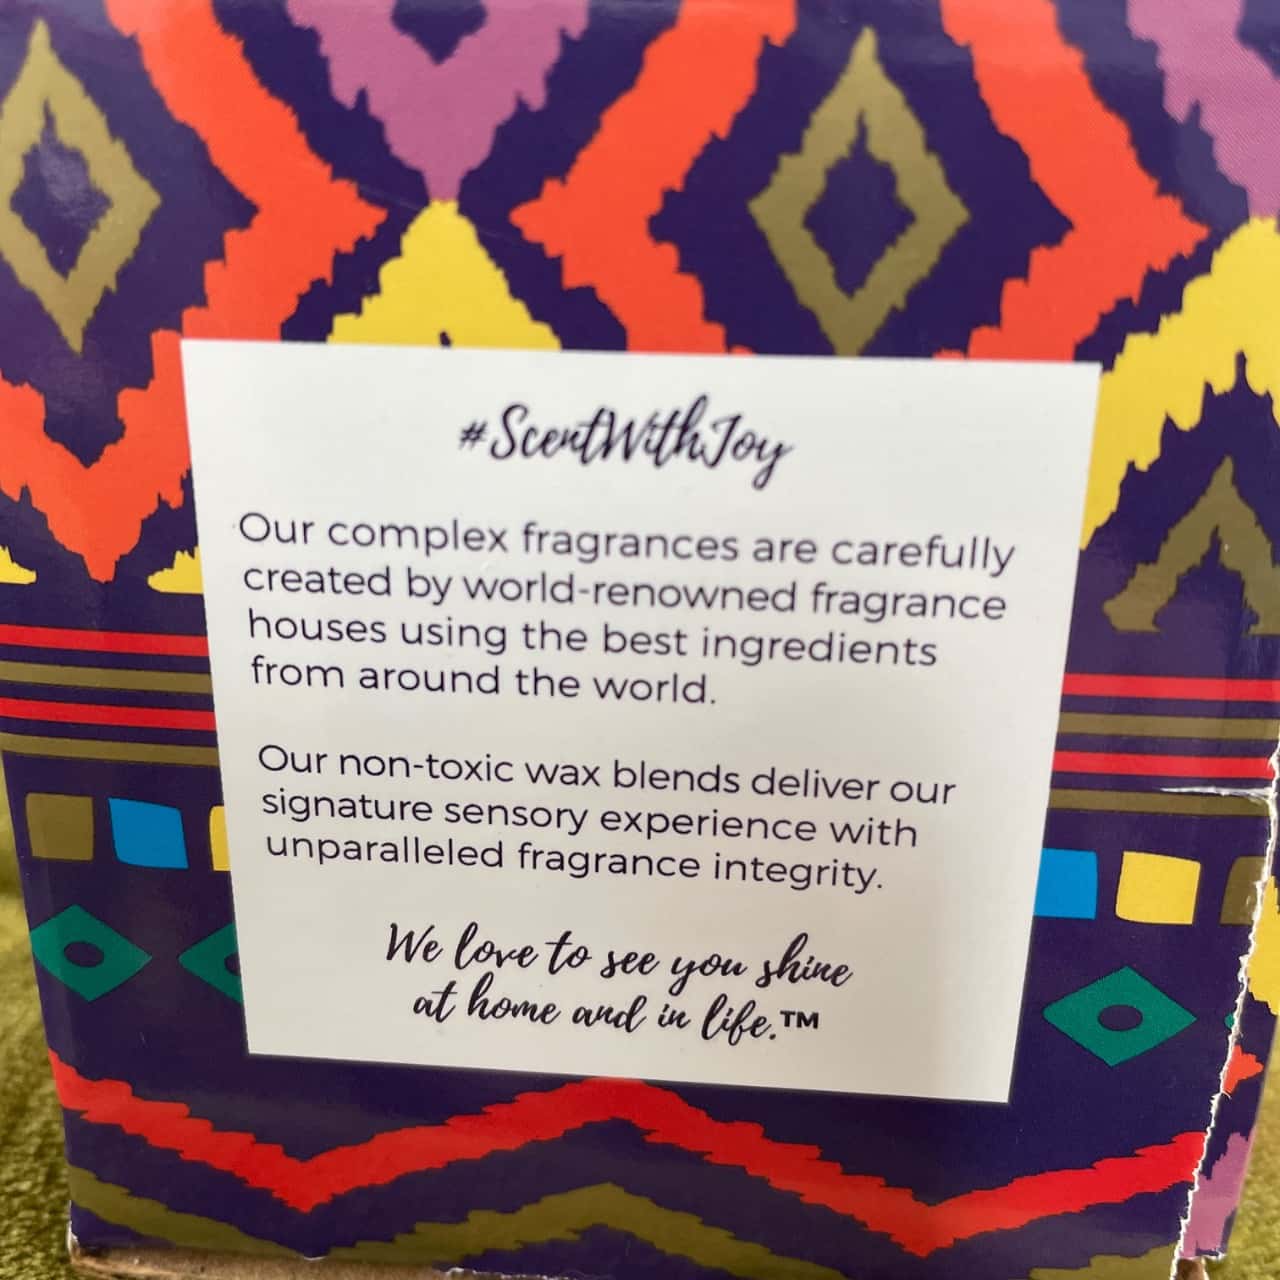 #ScentWithJoy
Our complex fragrances are carefully
created by world-renowned fragrance
houses using the best ingredients
from around the world.
Our non-toxic wax blends deliver our
signature sensory experience with
unparalleled fragrance integrity.
We love to see you shine
at home and in life.™